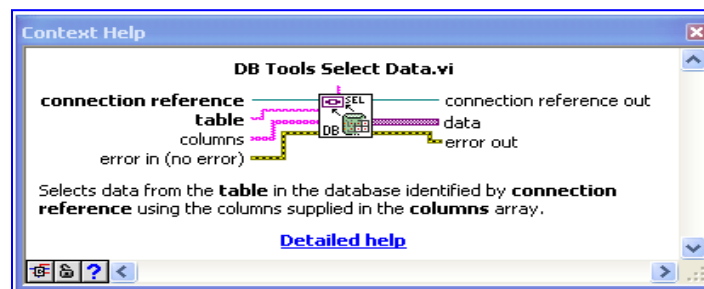 Context Help
DB Tools Select Data.vi
connection reference
table
columns
error in (no error)
SEL
DB
connection reference out
data
error out
Selects data from the table in the database identified by connection
reference using the columns supplied in the columns array.
Detailed help
?